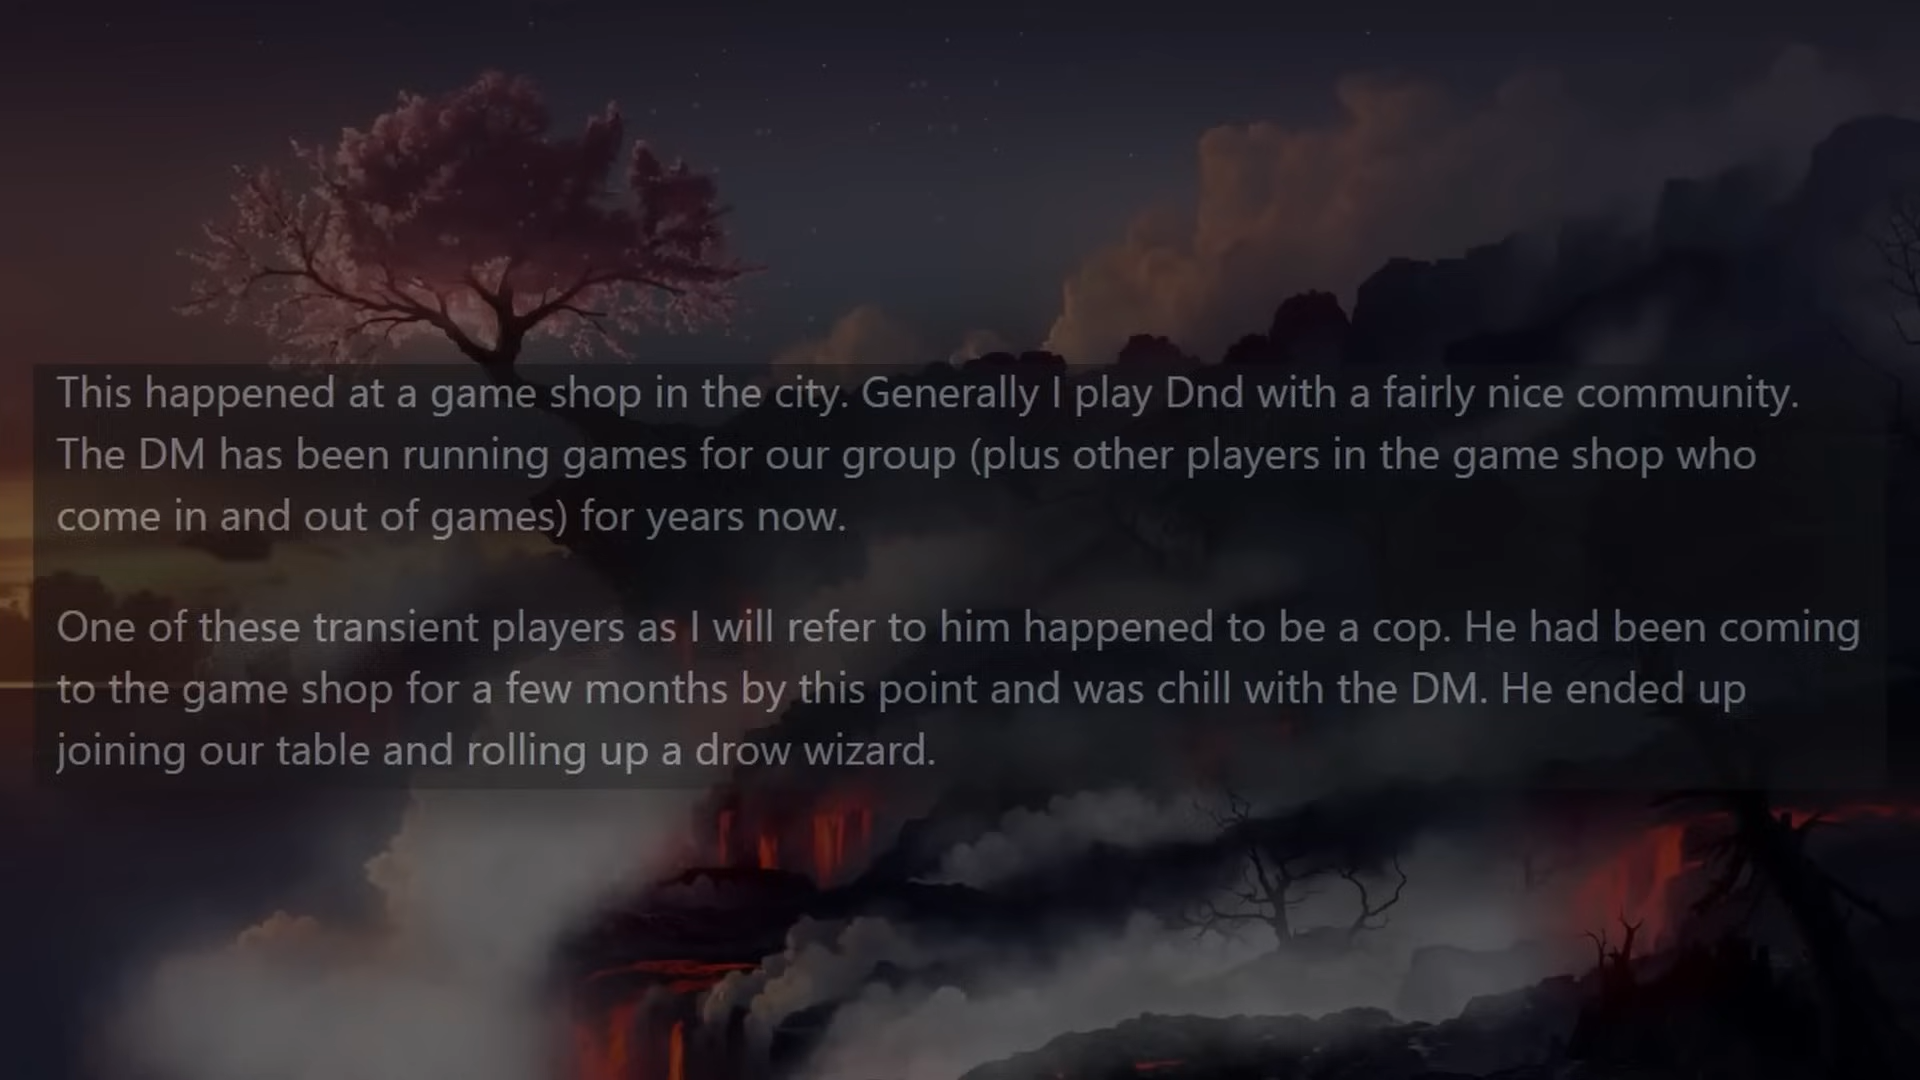 This happened at a game shop in the city. Generally I play Dnd with a fairly nice community.
The DM has been running games for our group (plus other players in the game shop who
come in and out of games) for years now.
One of these transient players as I will refer to him happened to be a cop. He had been coming
to the game shop for a few months by this point and was chill with the DM. He ended up
joining our table and rolling up a drow wizard.